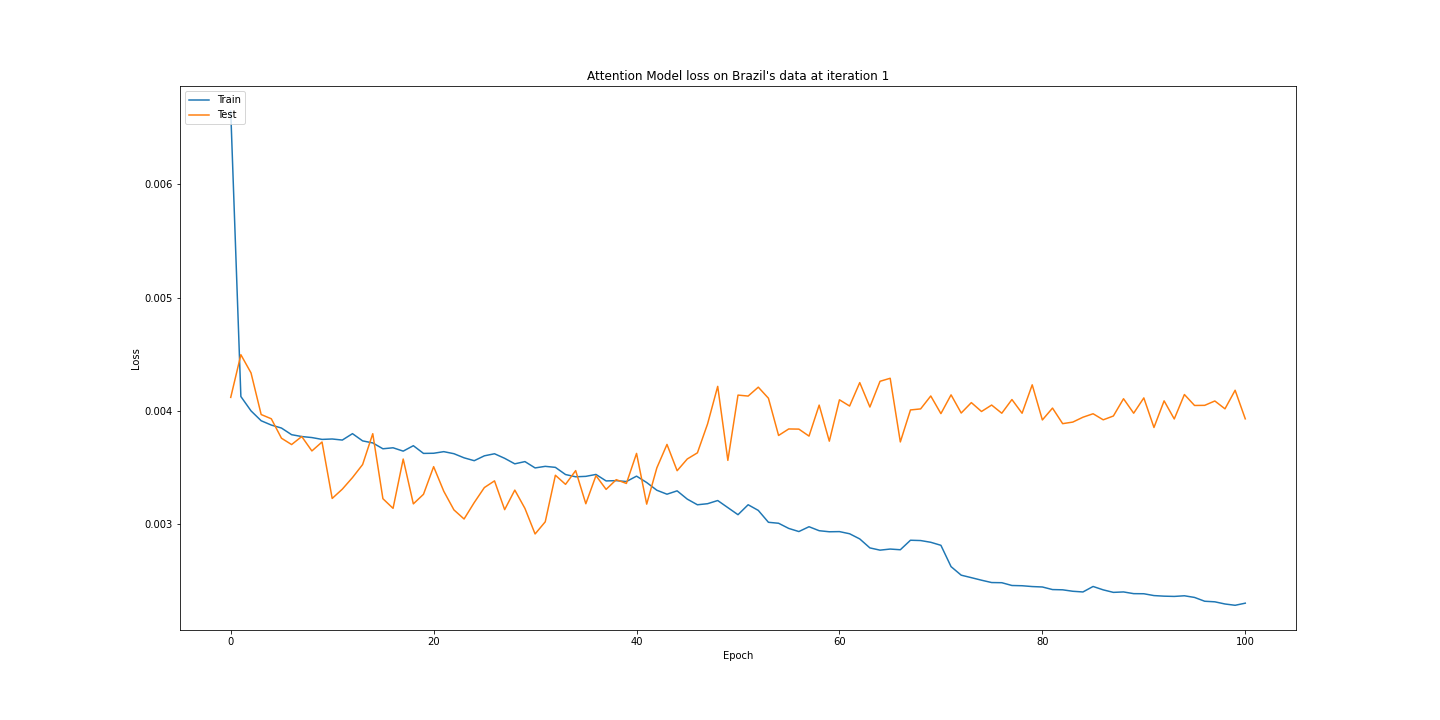 Attention Model loss on Brazil's data at iteration 1
Train
Test
0.006
0.005
0.004
0.003
Loss
0
20
40
60
80
100
Epoch